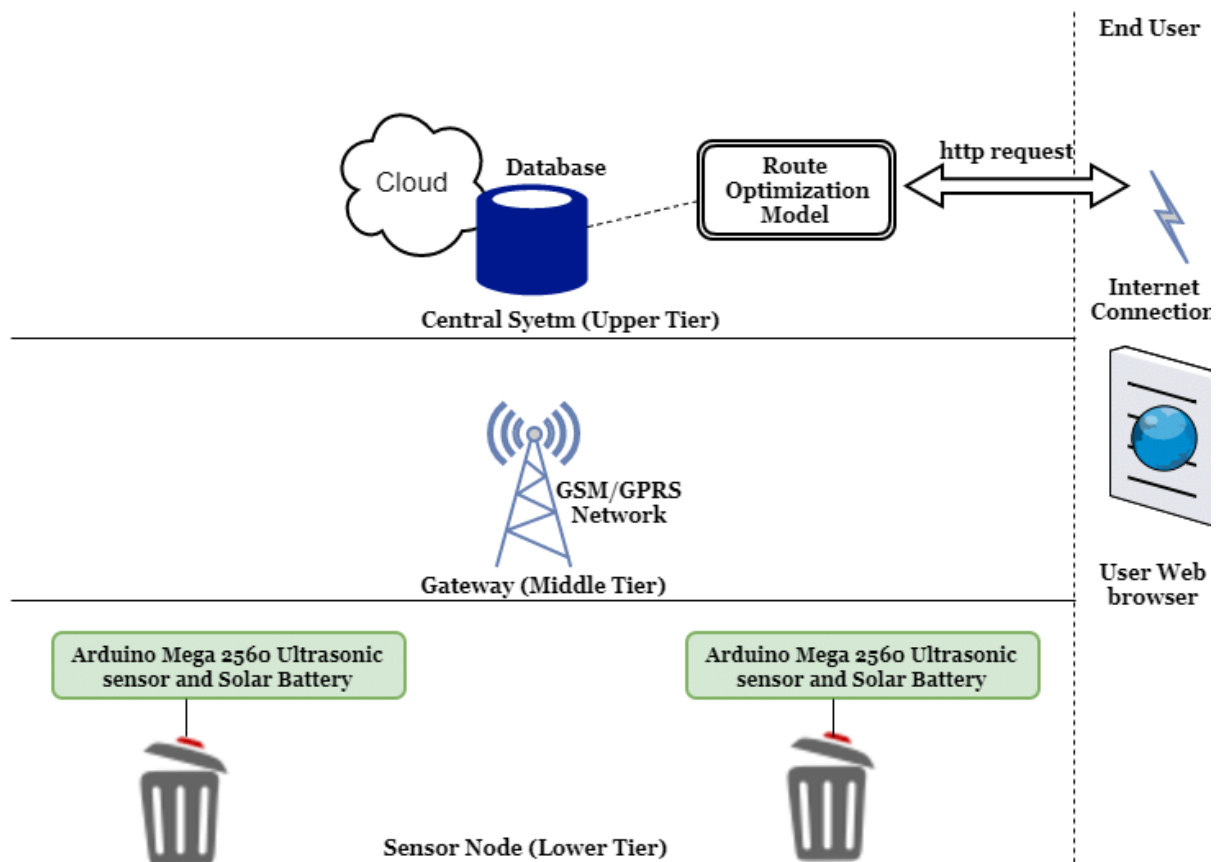 End User
Cloud
Database
Route
Optimization
Model
http request
Internet
Connection
Central Syetm (Upper Tier)
GSM/GPRS
Network
Gateway (Middle Tier)
User Web
browser
Arduino Mega 2560 Ultrasonic
sensor and Solar Battery
Arduino Mega 2560 Ultrasonic
sensor and Solar Battery
Sensor Node (Lower Tier)